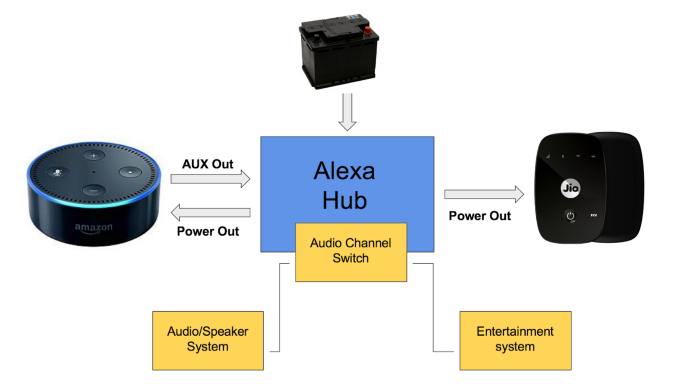 AUX Out
Power Out
amazon
Alexa
Hub
Power Out
Jio
Audio Channel
Switch
Audio/Speaker
System
Entertainment
system